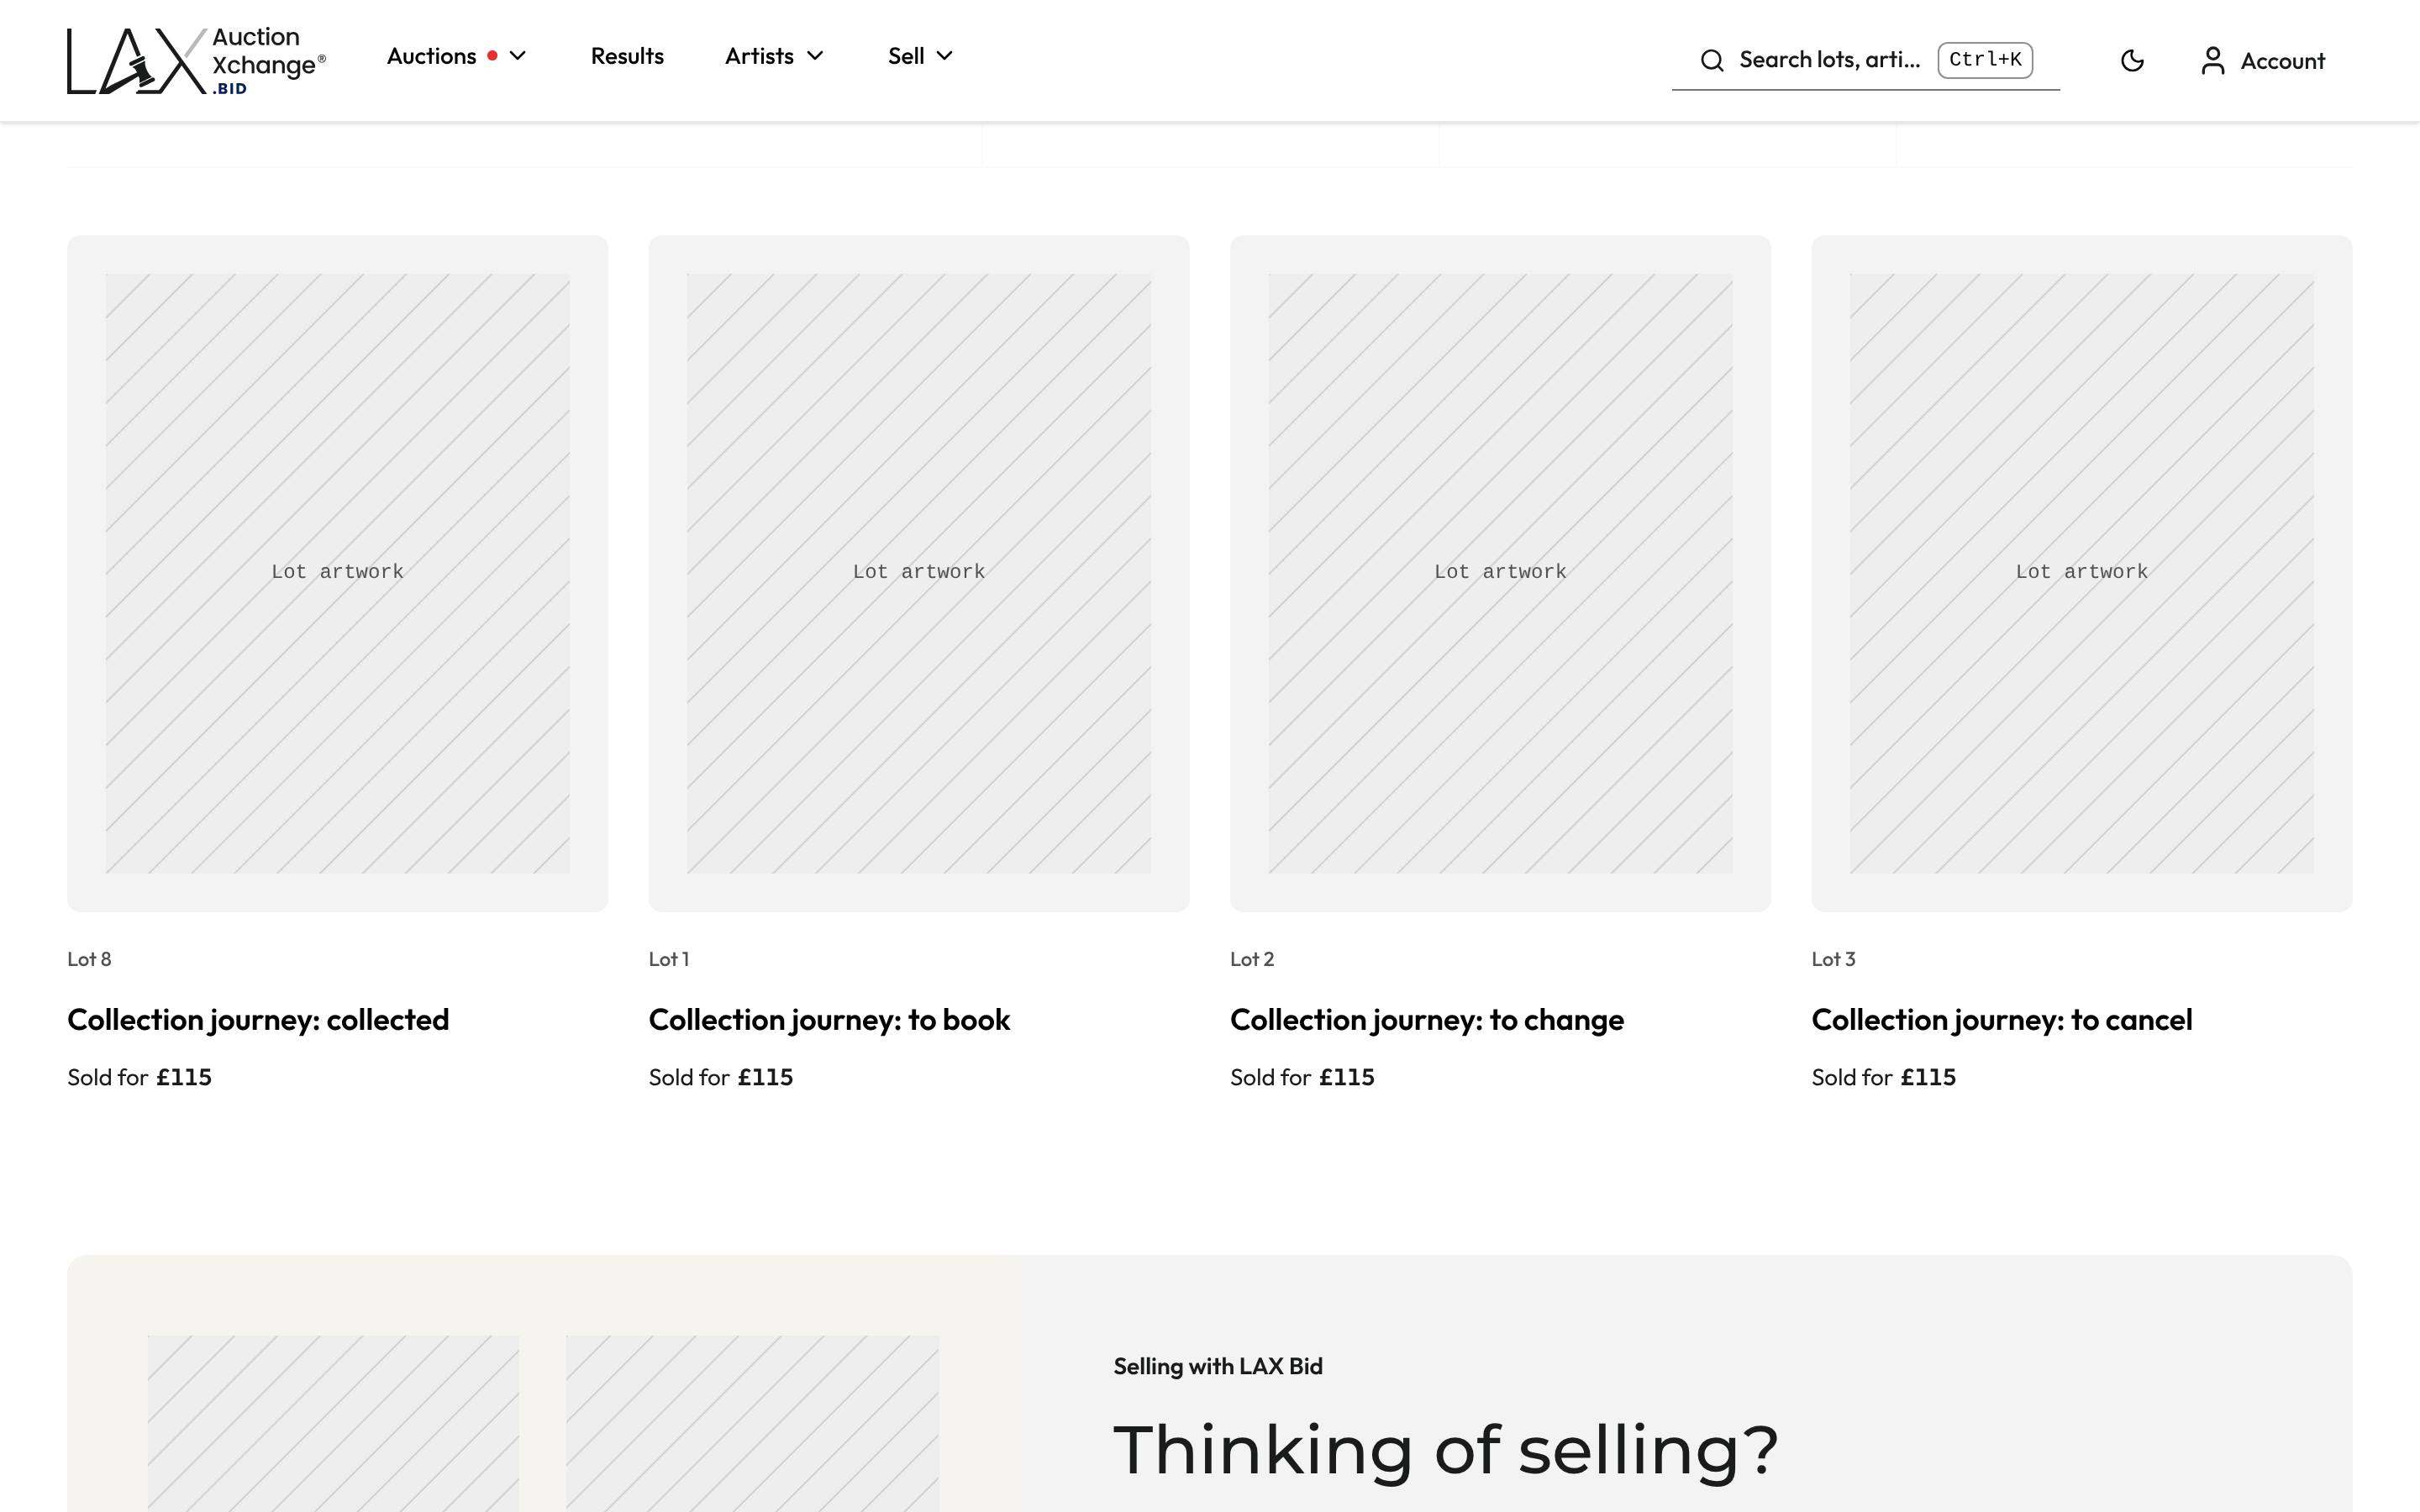 LAX Auction Xchange® .BID
Auctions
Results
Artists
Sell
Search lots, arti...
Ctrl+K
Account
Lot artwork
Lot artwork
Lot artwork
Lot artwork
Lot 8
Collection journey: collected
Sold for £115
Lot 1
Collection journey: to book
Sold for £115
Lot 2
Collection journey: to change
Sold for £115
Lot 3
Collection journey: to cancel
Sold for £115
Selling with LAX Bid
Thinking of selling?